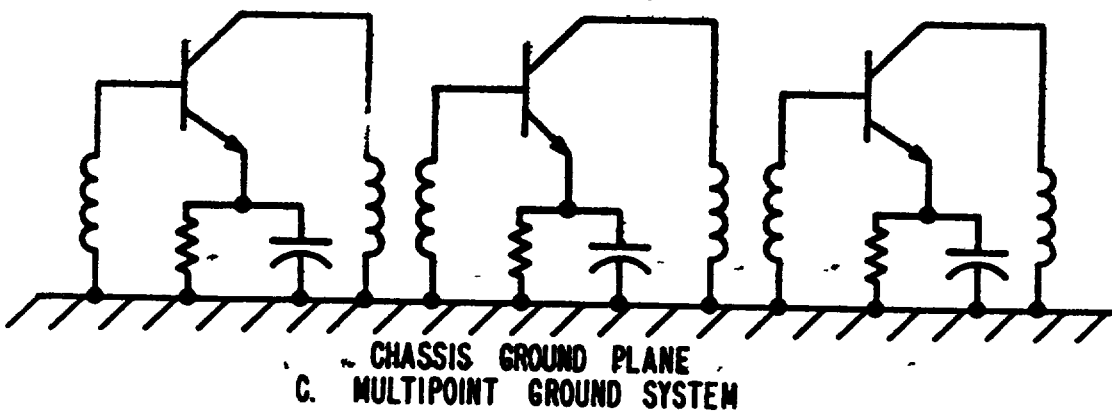 CHASSIS GROUND PLANE
C. MULTIPOINT GROUND SYSTEM